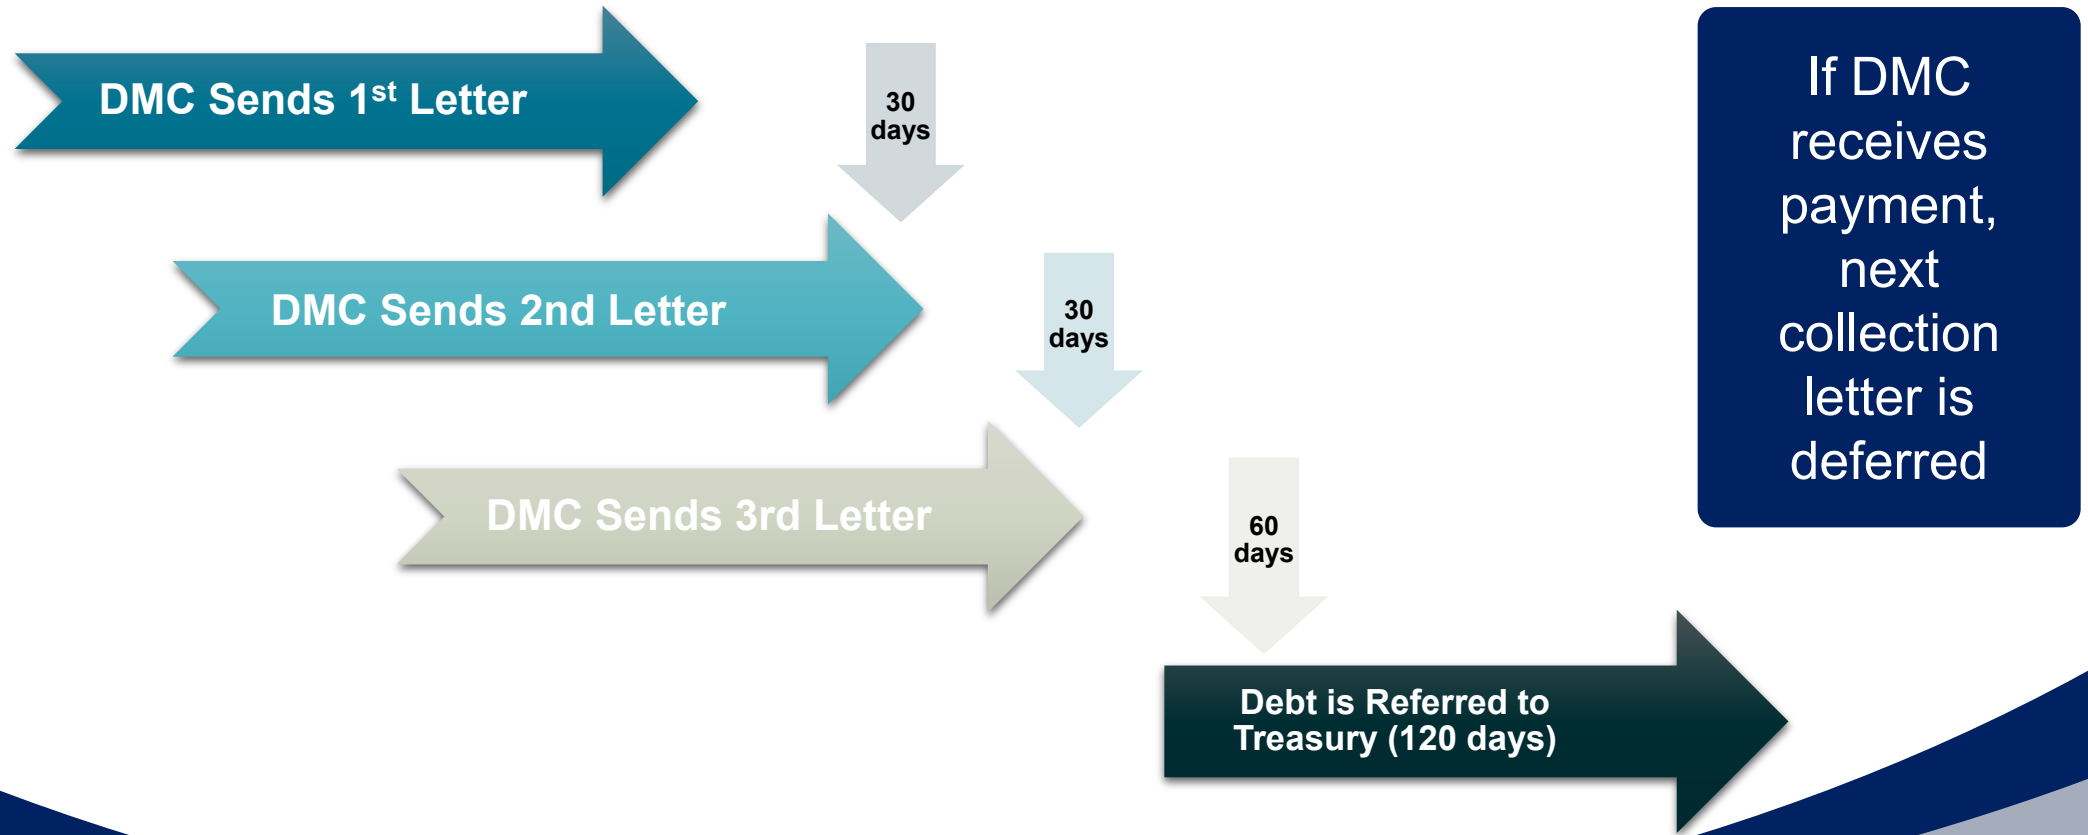 DMC Sends 1st Letter
30
days
DMC Sends 2nd Letter
30
days
DMC Sends 3rd Letter
60
days
Debt is Referred to
Treasury (120 days)
If DMC
receives
payment,
next
collection
letter is
deferred